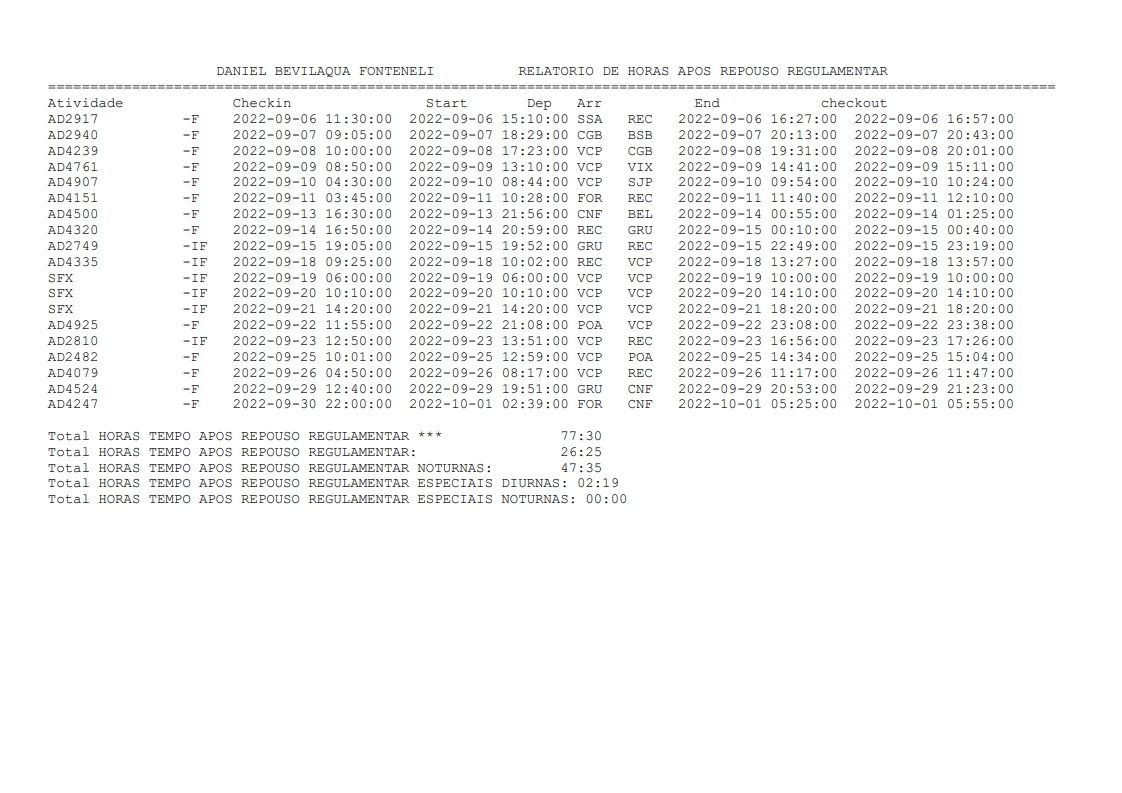 DANIEL BEVILAQUA FONTENELI          RELATORIO DE HORAS APOS REPOUSO REGULAMENTAR
========================================================================================================================
Atividade             Checkin                Start       Dep   Arr           End            checkout
AD2917          -F    2022-09-06 11:30:00  2022-09-06 15:10:00 SSA   REC   2022-09-06 16:27:00  2022-09-06 16:57:00
AD2940          -F    2022-09-07 09:05:00  2022-09-07 18:29:00 CGB   BSB   2022-09-07 20:13:00  2022-09-07 20:43:00
AD4239          -F    2022-09-08 10:00:00  2022-09-08 17:23:00 VCP   CGB   2022-09-08 19:31:00  2022-09-08 20:01:00
AD4761          -F    2022-09-09 08:50:00  2022-09-09 13:10:00 VCP   VIX   2022-09-09 14:41:00  2022-09-09 15:11:00
AD4907          -F    2022-09-10 04:30:00  2022-09-10 08:44:00 VCP   SJP   2022-09-10 09:54:00  2022-09-10 10:24:00
AD4151          -F    2022-09-11 03:45:00  2022-09-11 10:28:00 FOR   REC   2022-09-11 11:40:00  2022-09-11 12:10:00
AD4500          -F    2022-09-13 16:30:00  2022-09-13 21:56:00 CNF   BEL   2022-09-14 00:55:00  2022-09-14 01:25:00
AD4320          -F    2022-09-14 16:50:00  2022-09-14 20:59:00 REC   GRU   2022-09-15 00:10:00  2022-09-15 00:40:00
AD2749          -IF   2022-09-15 19:05:00  2022-09-15 19:52:00 GRU   REC   2022-09-15 22:49:00  2022-09-15 23:19:00
AD4335          -IF   2022-09-18 09:25:00  2022-09-18 10:02:00 REC   VCP   2022-09-18 13:27:00  2022-09-18 13:57:00
SFX             -IF   2022-09-19 06:00:00  2022-09-19 06:00:00 VCP   VCP   2022-09-19 10:00:00  2022-09-19 10:00:00
SFX             -IF   2022-09-20 10:10:00  2022-09-20 10:10:00 VCP   VCP   2022-09-20 14:10:00  2022-09-20 14:10:00
SFX             -IF   2022-09-21 14:20:00  2022-09-21 14:20:00 VCP   VCP   2022-09-21 18:20:00  2022-09-21 18:20:00
AD4925          -F    2022-09-22 11:55:00  2022-09-22 21:08:00 POA   VCP   2022-09-22 23:08:00  2022-09-22 23:38:00
AD2810          -IF   2022-09-23 12:50:00  2022-09-23 13:51:00 VCP   REC   2022-09-23 16:56:00  2022-09-23 17:26:00
AD2482          -F    2022-09-25 10:01:00  2022-09-25 12:59:00 VCP   POA   2022-09-25 14:34:00  2022-09-25 15:04:00
AD4079          -F    2022-09-26 04:50:00  2022-09-26 08:17:00 VCP   REC   2022-09-26 11:17:00  2022-09-26 11:47:00
AD4524          -F    2022-09-29 12:40:00  2022-09-29 19:51:00 GRU   CNF   2022-09-29 20:53:00  2022-09-29 21:23:00
AD4247          -F    2022-09-30 22:00:00  2022-10-01 02:39:00 FOR   CNF   2022-10-01 05:25:00  2022-10-01 05:55:00
Total HORAS TEMPO APOS REPOUSO REGULAMENTAR ***              77:30
Total HORAS TEMPO APOS REPOUSO REGULAMENTAR:                 26:25
Total HORAS TEMPO APOS REPOUSO REGULAMENTAR NOTURNAS:        47:35
Total HORAS TEMPO APOS REPOUSO REGULAMENTAR ESPECIAIS DIURNAS: 02:19
Total HORAS TEMPO APOS REPOUSO REGULAMENTAR ESPECIAIS NOTURNAS: 00:00